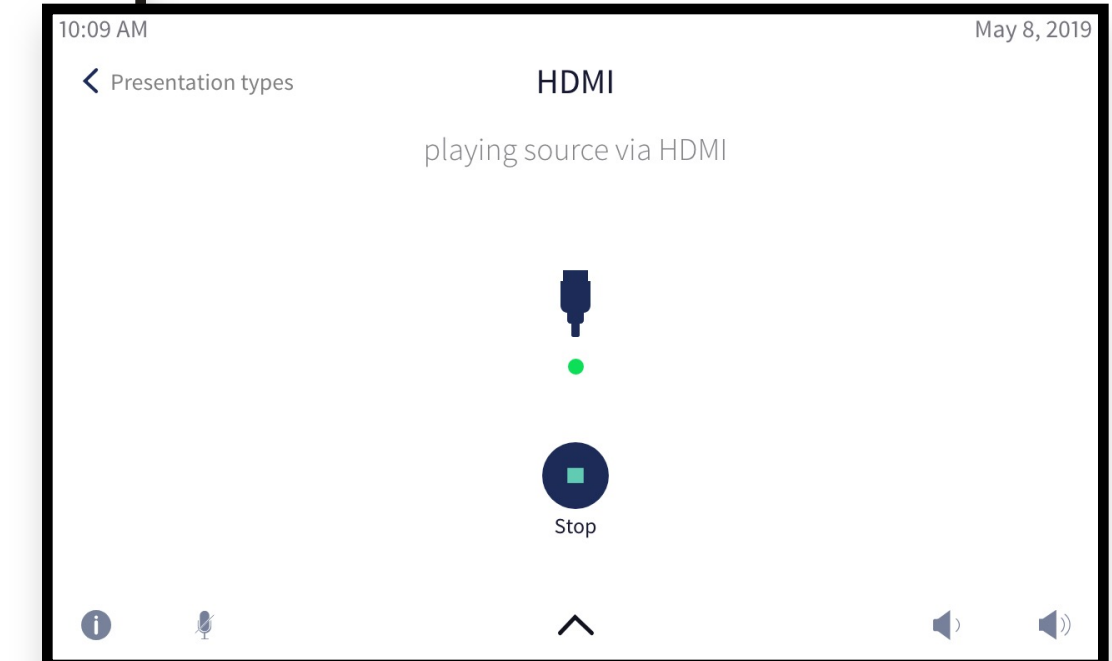 10:09 AM
May 8, 2019
Presentation types
HDMI
playing source via HDMI
Stop